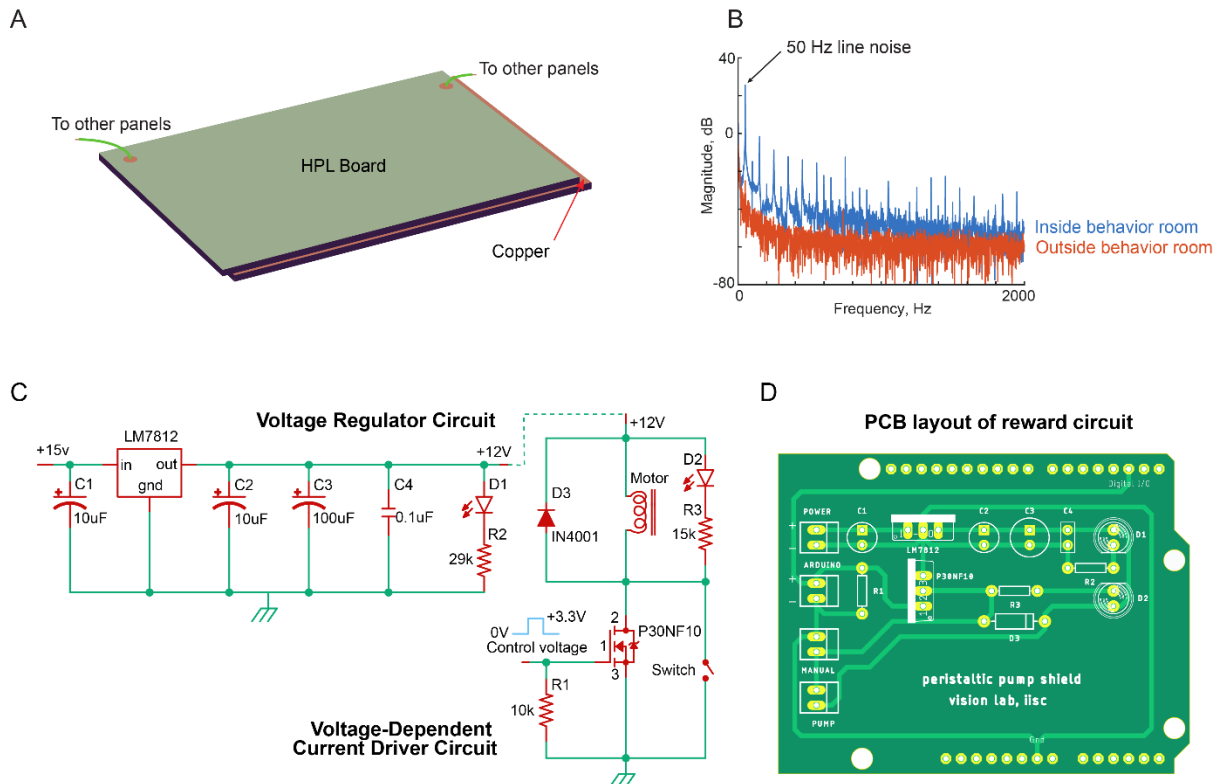 A
To other panels
To other panels
HPL Board
Copper
B
50 Hz line noise
40
0
-80
Magnitude, dB
0
2000
Frequency, Hz
Inside behavior room
Outside behavior room
C
Voltage Regulator Circuit
+15v
LM7812
in
out
gnd
C1
10uF
C2
10uF
C3
100uF
C4
0.1uF
+12V
D1
R2
29k
+12V
D3
IN4001
Motor
D2
R3
15k
0V
+3.3V
Control voltage
1
2
3
P30NF10
Switch
R1
10k
Voltage-Dependent
Current Driver Circuit
D
PCB layout of reward circuit
Digital I/O
POWER
+
−
C1
LM7812
C2
C3
C4
D1
ARDUINO
+
−
R1
P30NF10
R2
R3
D2
D3
MANUAL
PUMP
peristaltic pump shield
vision lab, iisc
Gnd